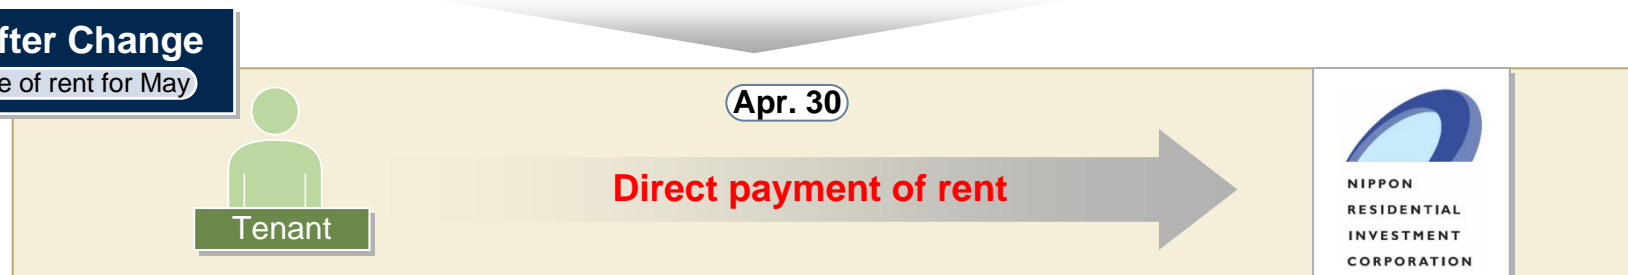 fter Change
e of rent for May
Apr. 30
Direct payment of rent
Tenant
NIPPON
RESIDENTIAL
INVESTMENT
CORPORATION